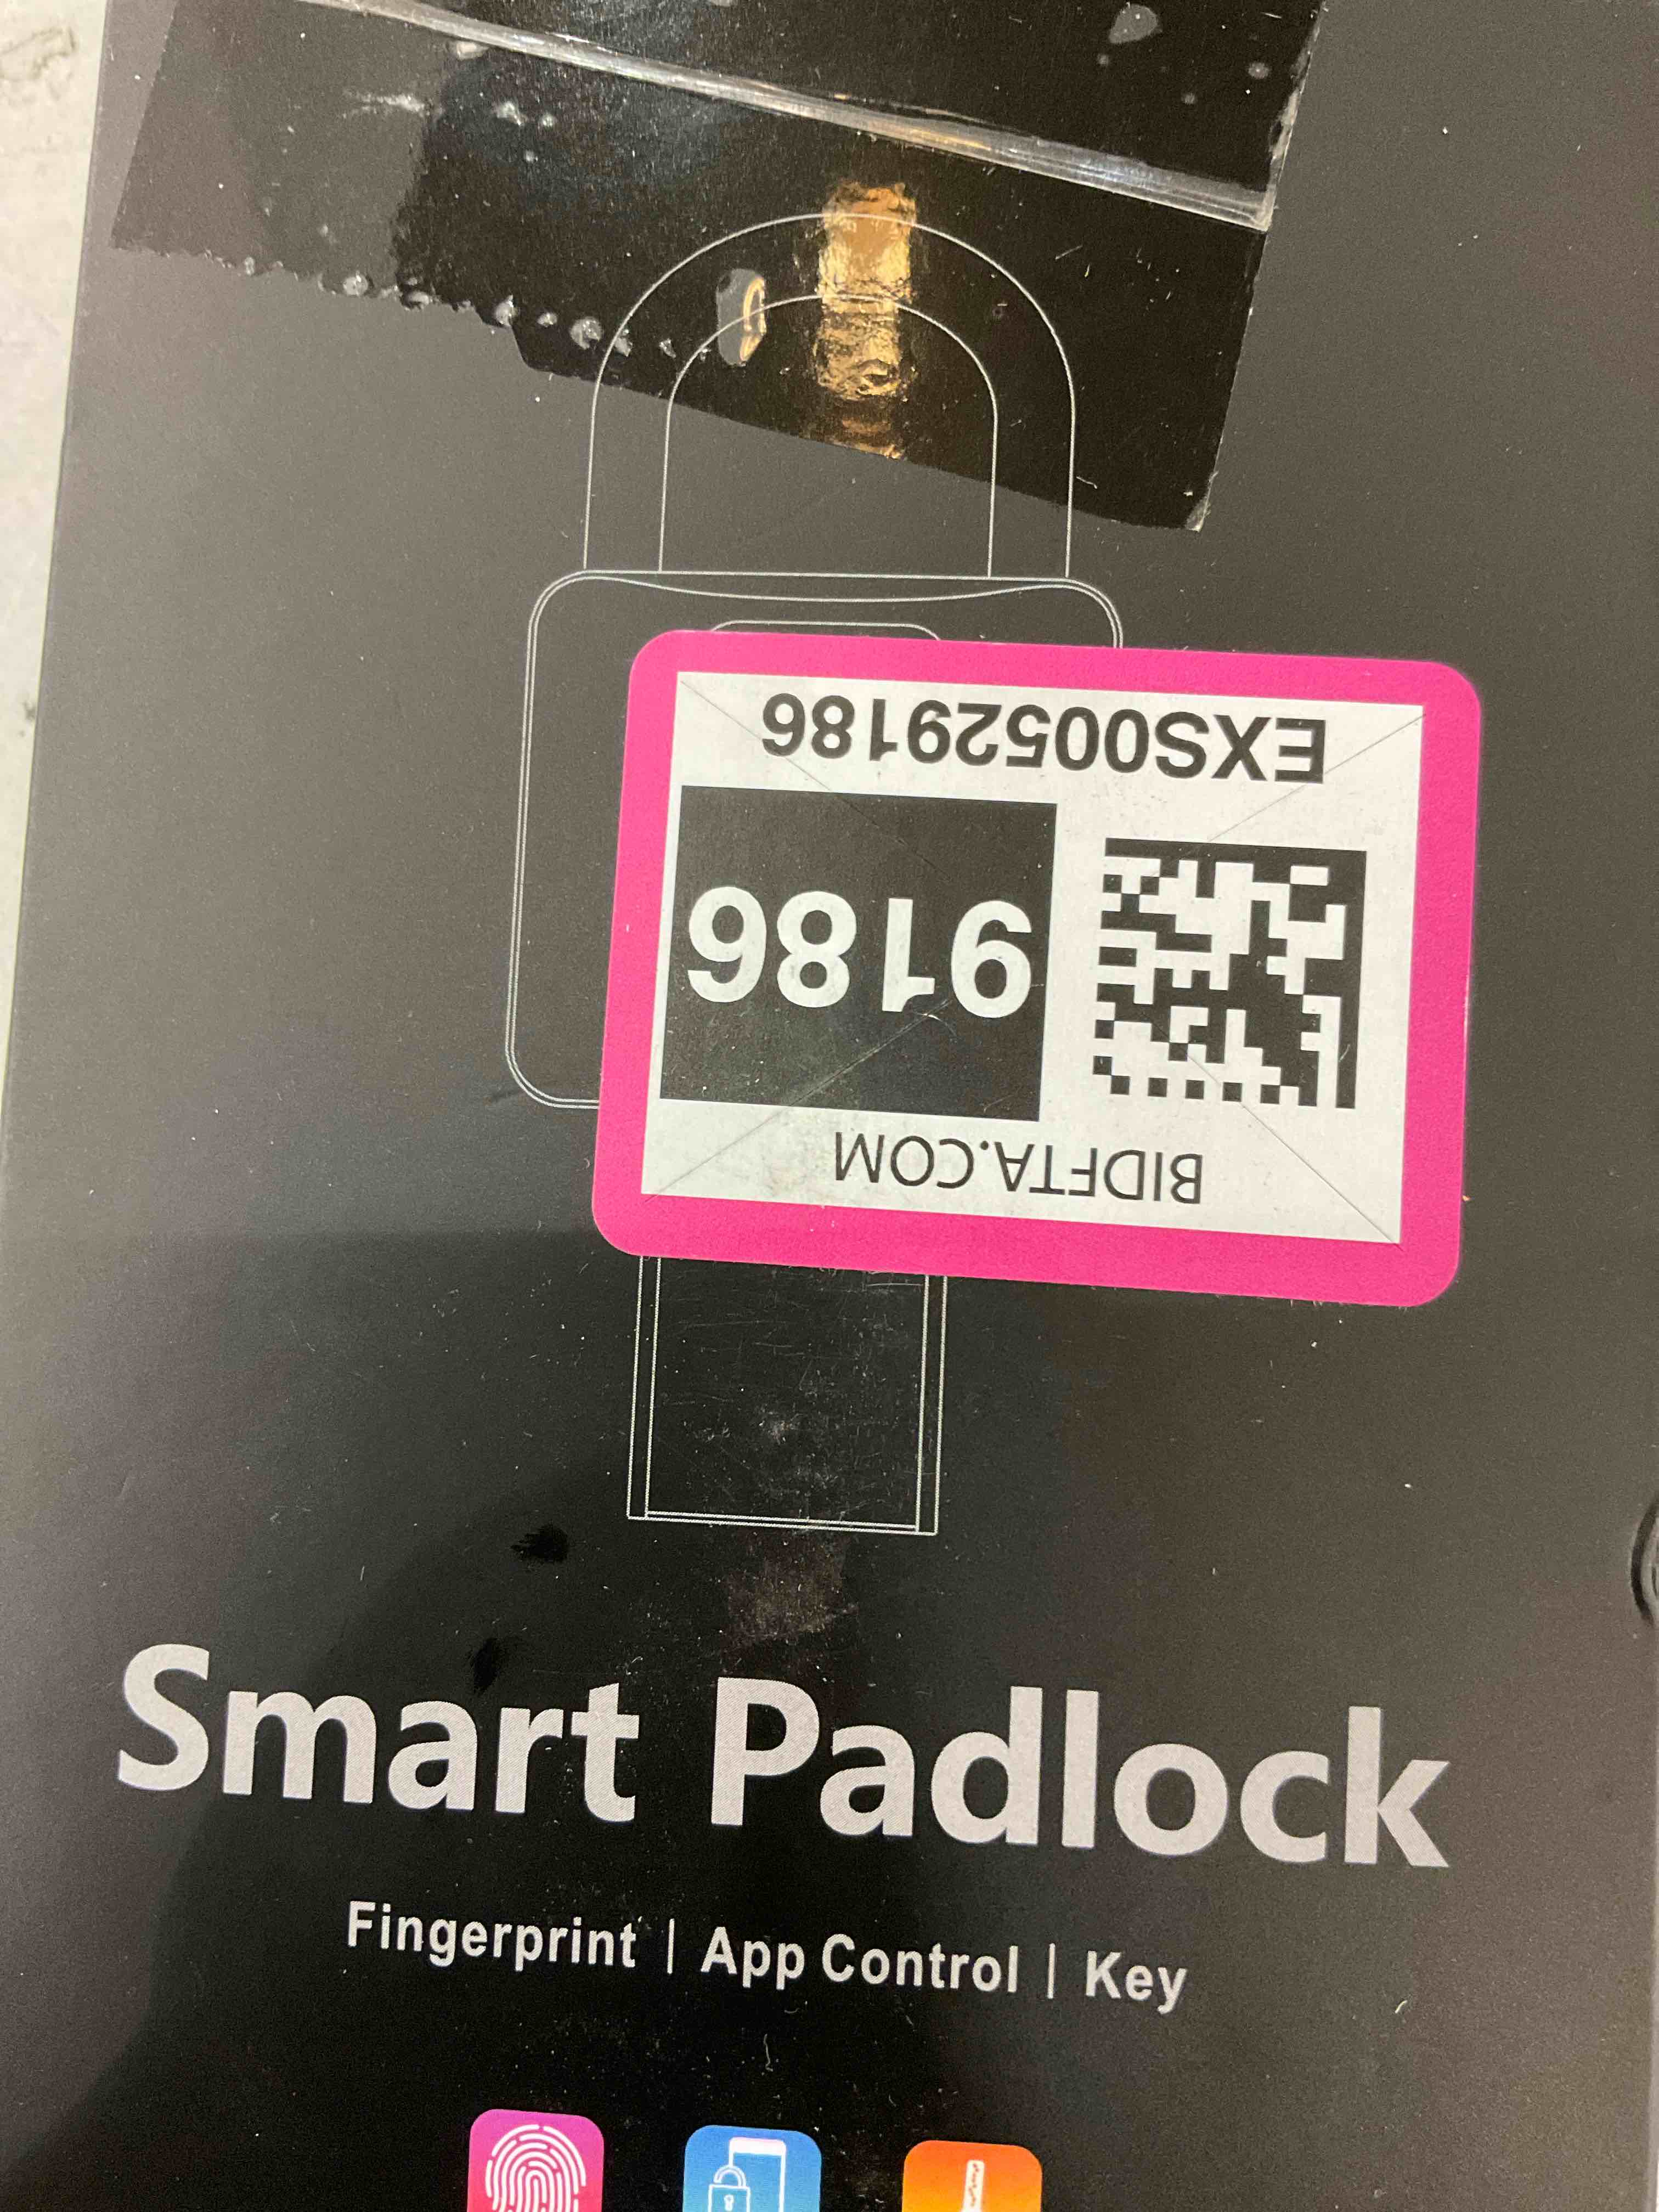 EXS00529186
9186
BIDFTA.COM
Smart Padlock
Fingerprint | App Control | Key